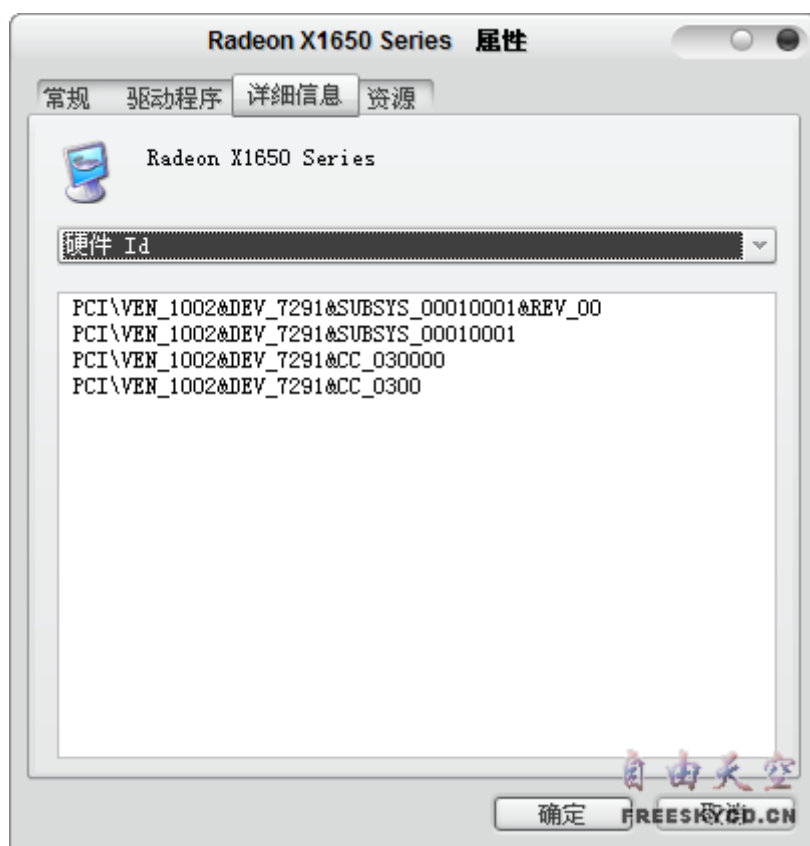 Radeon X1650 Series 属性
常规 驱动程序 详细信息 资源
Radeon X1650 Series
硬件 Id
PCI\VEN_1002&DEV_7291&SUBSYS_00010001&REV_00
PCI\VEN_1002&DEV_7291&SUBSYS_00010001
PCI\VEN_1002&DEV_7291&CC_030000
PCI\VEN_1002&DEV_7291&CC_0300
自由天空
确定 取消
FREESKYCD.CN